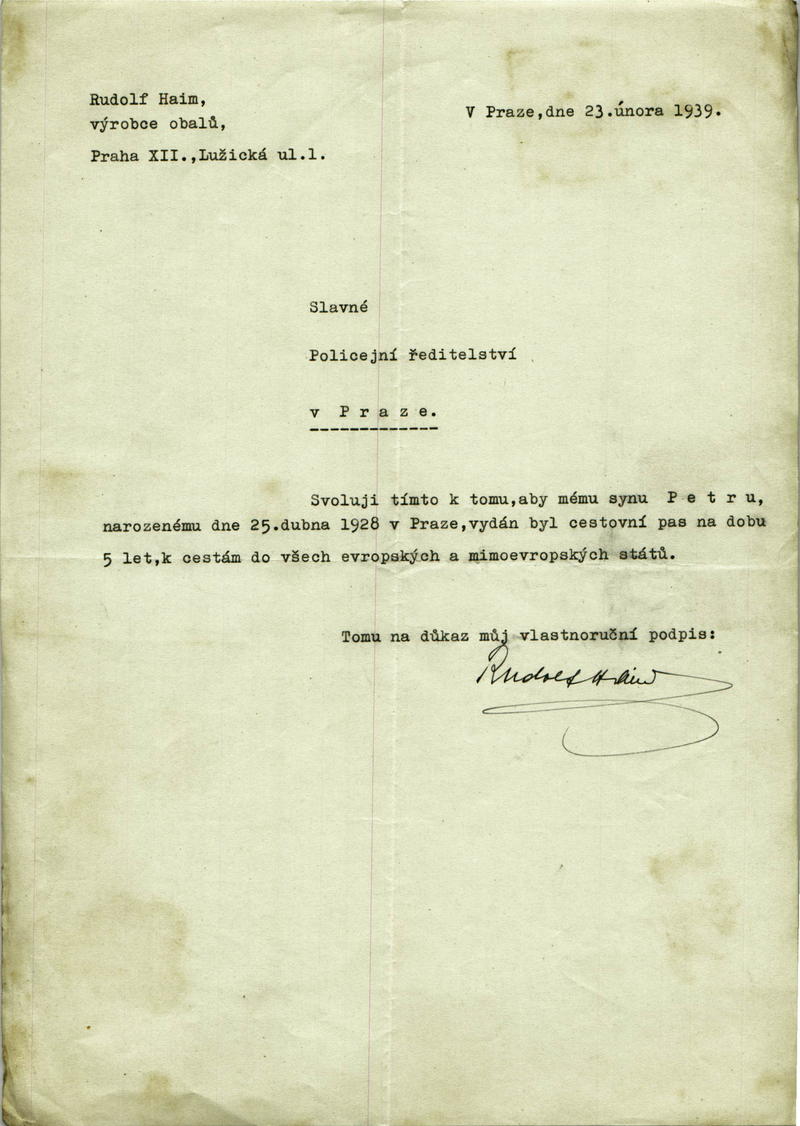 Rudolf Haim,
výrobce obalů,
Praha XII.,Lužická ul.1.
V Praze,dne 23.února 1939.
Slavné
Policejní ředitelství
v P r a z e.
Svoluji tímto k tomu,aby mému synu P e t r u,
narozenému dne 25.dubna 1928 v Praze,vydán byl cestovní pas na dobu
5 let,k cestám do všech evropských a mimoevropských států.
Tomu na důkaz můj vlastnoruční podpis:
Rudolf Haim